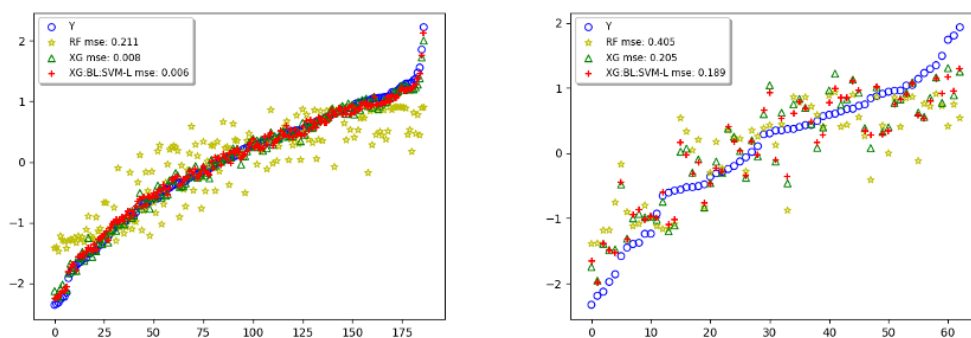 Y
RF mse: 0.211
XG mse: 0.008
XG:BL:SVM-L mse: 0.006
2
1
0
−1
−2
0 25 50 75 100 125 150 175
Y
RF mse: 0.405
XG mse: 0.205
XG:BL:SVM-L mse: 0.189
2
1
0
−1
−2
0 10 20 30 40 50 60